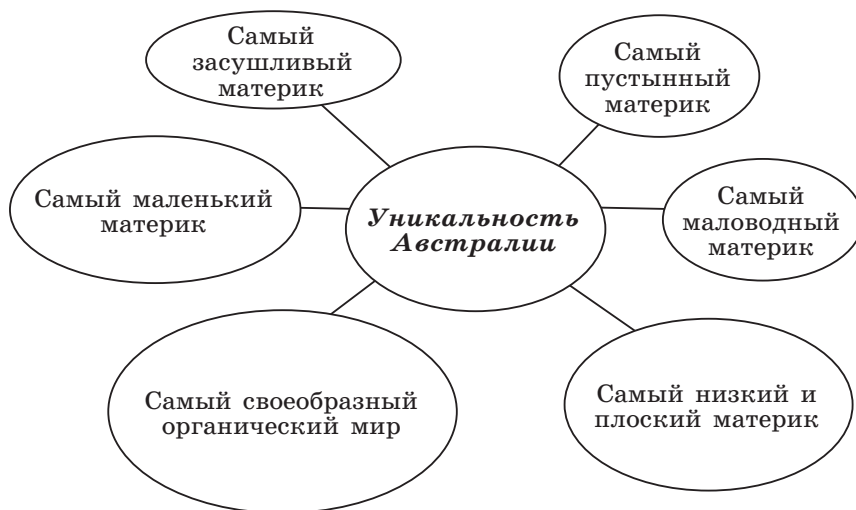 Самый
засушливый
материк
Самый
пустынный
материк
Самый маленький
материк
Уникальность
Австралии
Самый
маловодный
материк
Самый своеобразный
органический мир
Самый низкий и
плоский материк